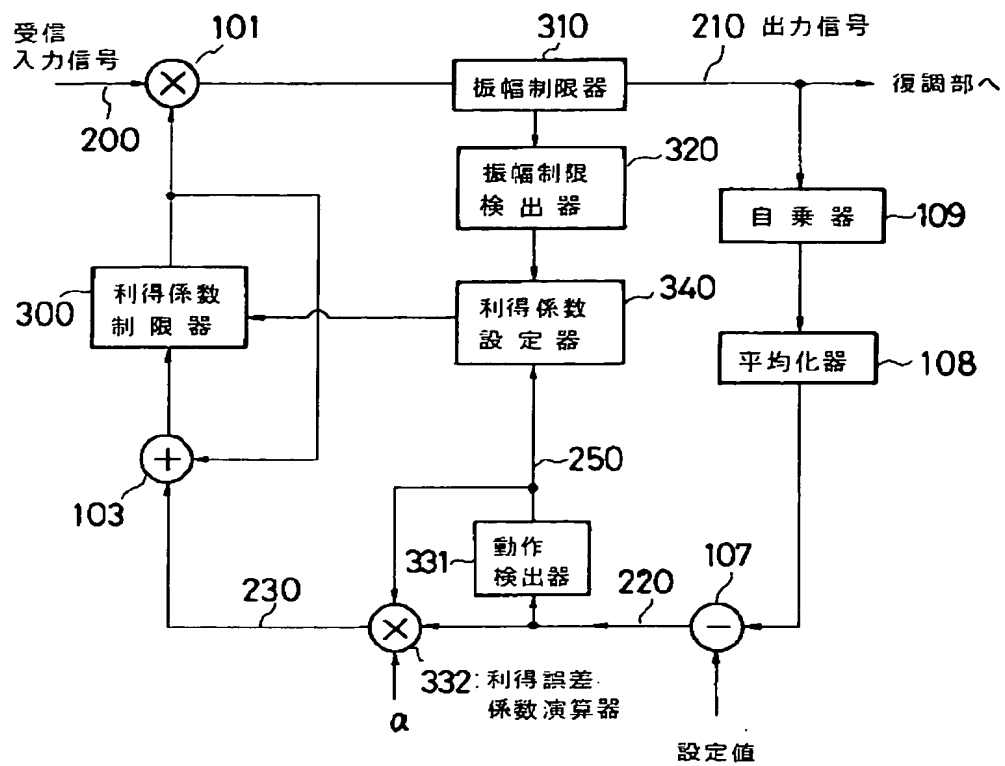 受信
入力信号
200
101
310
振幅制限器
210 出力信号
復調部へ
320
振幅制限
検出器
自乗器
109
300
利得係数
制限器
340
利得係数
設定器
平均化器
108
+
103
250
331
動作
検出器
220
107
230
332:利得誤差
係数演算器
α
設定値